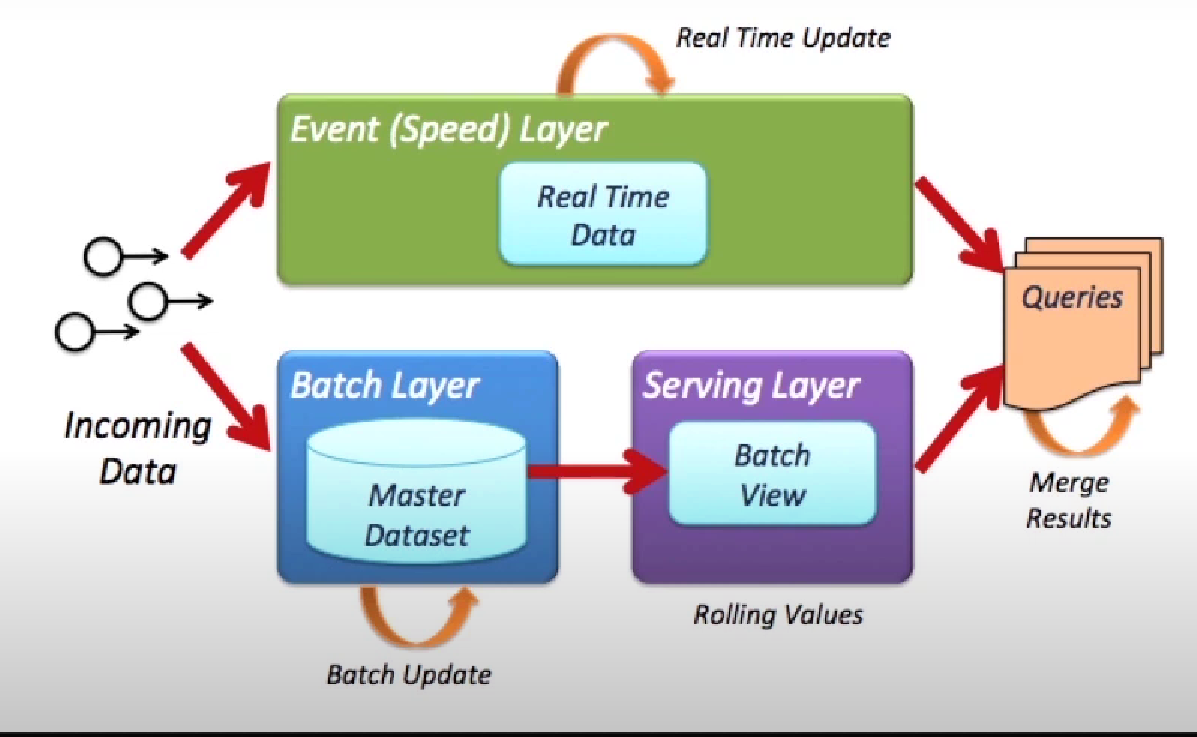 Real Time Update
Event (Speed) Layer
Real Time
Data
Incoming
Data
Batch Layer
Master
Dataset
Batch Update
Serving Layer
Batch
View
Rolling Values
Queries
Merge
Results